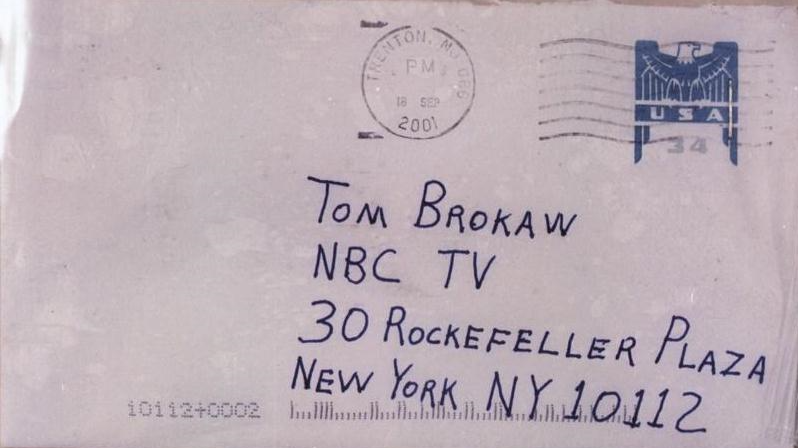 TRENTON, NJ 086
PM
18 SEP
2001
USA
34
TOM BROKAW
NBC TV
30 ROCKEFELLER PLAZA
NEW YORK NY 10112
10112+0002